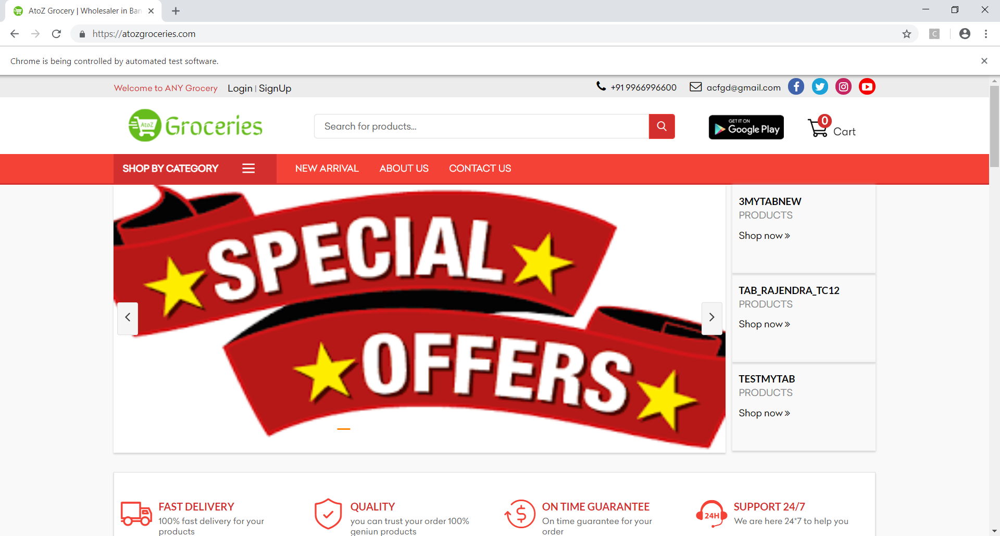 AtoZ Grocery | Wholesaler in Ban
https://atozgroceries.com
C
Chrome is being controlled by automated test software.
Welcome to ANY Grocery Login | SignUp +91 9966996600 acfgd@gmail.com
AtoZ Groceries
Search for products...
GET IT ON
Google Play
0
Cart
SHOP BY CATEGORY NEW ARRIVAL ABOUT US CONTACT US
SPECIAL
OFFERS
3MYTABNEW
PRODUCTS
Shop now »
TAB_RAJENDRA_TC12
PRODUCTS
Shop now »
TESTMYTAB
PRODUCTS
Shop now »
FAST DELIVERY
100% fast delivery for your
products
QUALITY
you can trust your order 100%
geniun products
ON TIME GUARANTEE
On time guarantee for your
order
24H
SUPPORT 24/7
We are here 24*7 to help you